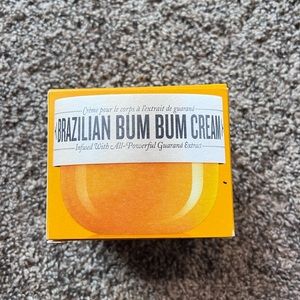 Crème pour le corps à l'extrait de guaraná
BRAZILIAN BUM BUM CREAM
Infused With All-Powerful Guaraná Extract